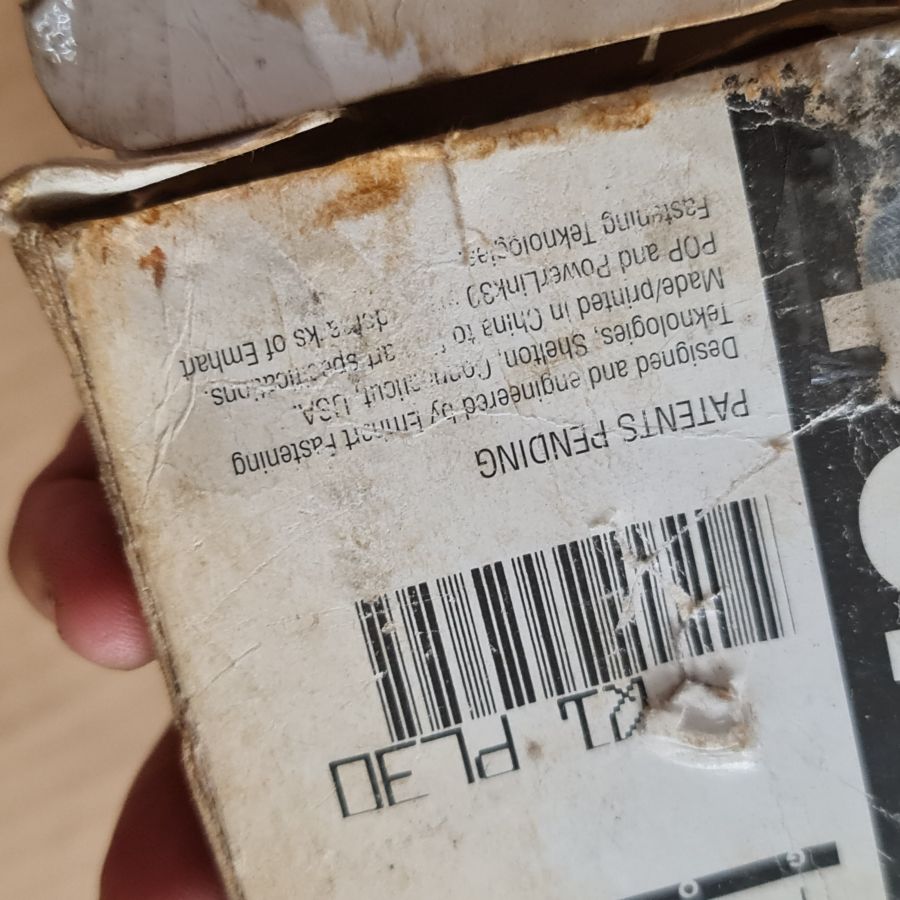 PL30
PATENTS PENDING
Designed and engineered by Emhart Fastening
Teknologies, Shelton, Connecticut, USA.
Made/printed in China to specifications.
POP and PowerLink30 of Emhart
Fastening Teknologies.